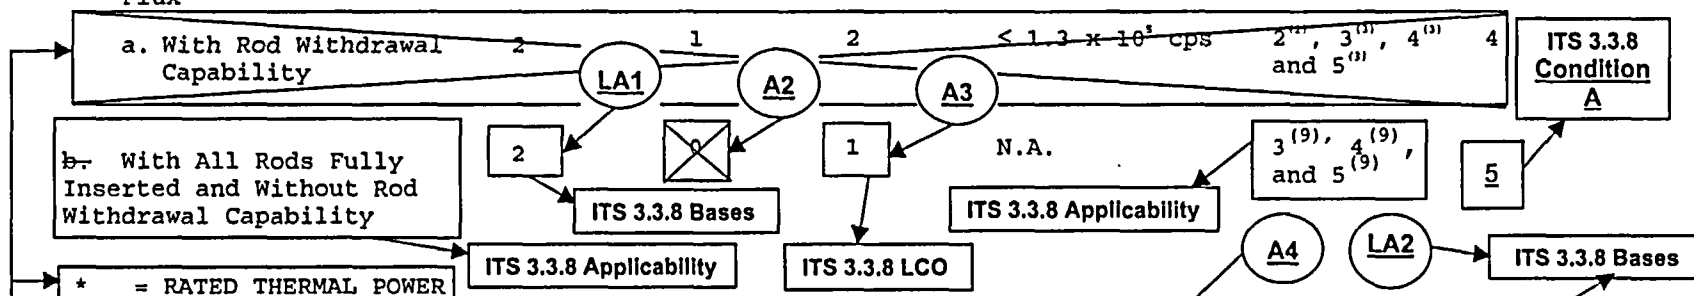 Flux
a. With Rod Withdrawal 2 1 2 < 1.3 x 10⁵ cps 2⁽²⁾, 3⁽³⁾, 4⁽³⁾ 4
Capability and 5⁽³⁾
LA1 A2 A3
ITS 3.3.8
Condition
A
b. With All Rods Fully 2 0 1 N.A. 3⁽⁹⁾, 4⁽⁹⁾, 5
Inserted and Without Rod and 5⁽⁹⁾
Withdrawal Capability
ITS 3.3.8 Bases ITS 3.3.8 Applicability
ITS 3.3.8 Applicability ITS 3.3.8 LCO A4 LA2 ITS 3.3.8 Bases
* = RATED THERMAL POWER